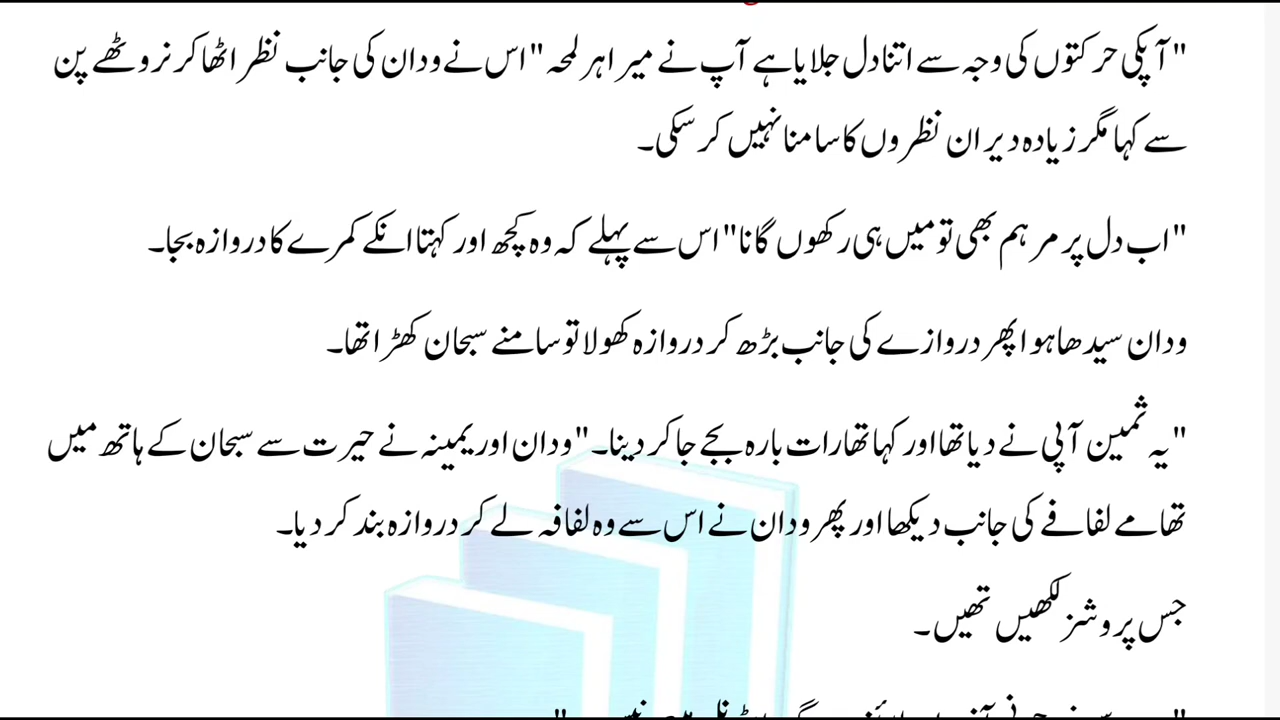 "آپکی حرکتوں کی وجہ سے اتنا دل جلایا ہے آپ نے میرا ہر لمحہ" اس نے ودان کی جانب نظر اٹھا کر نروٹھے پن
سے کہا مگر زیادہ دیر ان نظروں کا سامنا نہیں کر سکی۔
"اب دل پر مرہم بھی تو میں ہی رکھوں گا نا" اس سے پہلے کہ وہ کچھ اور کہتا انکے کمرے کا دروازہ بجا۔
ودان سیدھا ہوا پھر دروازے کی جانب بڑھ کر دروازہ کھولا تو سامنے سبحان کھڑا تھا۔
"یہ ثمین آپی نے دیا تھا اور کہا تھا رات بارہ بجے جا کر دینا۔" ودان اور یمینہ نے حیرت سے سبحان کے ہاتھ میں
تھامے لفافے کی جانب دیکھا اور پھر ودان نے اس سے وہ لفافہ لے کر دروازہ بند کر دیا۔
جس پر وشز لکھیں تھیں۔